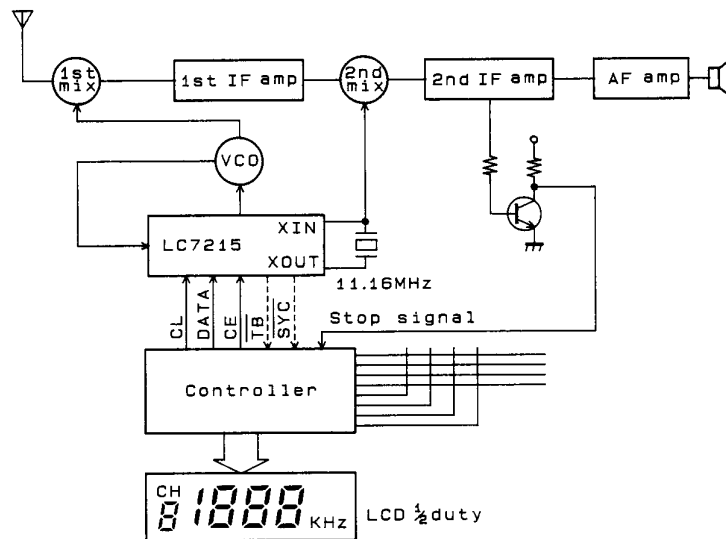 1st mix
1st IF amp
2nd mix
2nd IF amp
AF amp
VCO
LC7215
XIN
XOUT
11.16MHz
CL
DATA
CE
TB
SYC
Stop signal
Controller
CH
8 1888 KHz
LCD ½duty